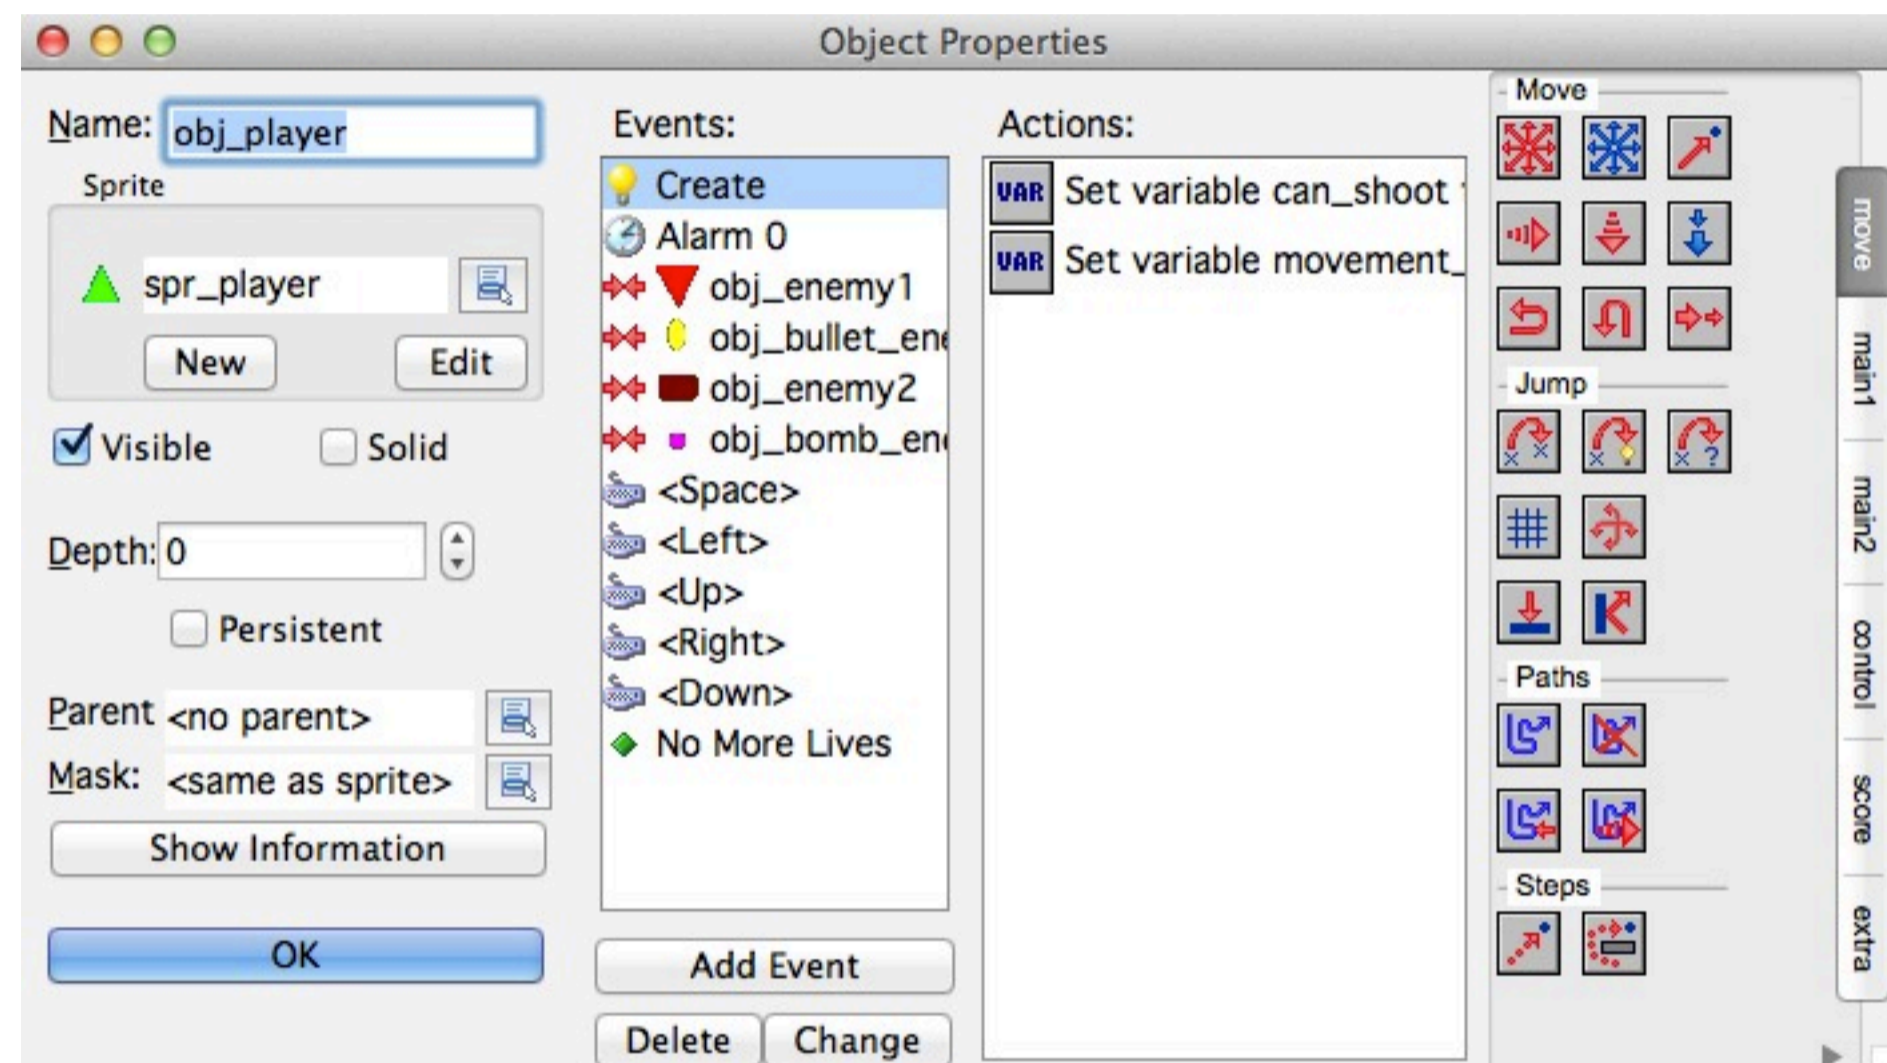 Object Properties
Name: obj_player
Sprite
spr_player
New
Edit
Visible
Solid
Depth: 0
Persistent
Parent <no parent>
Mask: <same as sprite>
Show Information
OK
Events:
Create
Alarm 0
obj_enemy1
obj_bullet_ene
obj_enemy2
obj_bomb_en
<Space>
<Left>
<Up>
<Right>
<Down>
No More Lives
Add Event
Delete
Change
Actions:
VAR Set variable can_shoot
VAR Set variable movement_
Move
Jump
Paths
Steps
move
main1
main2
control
score
extra